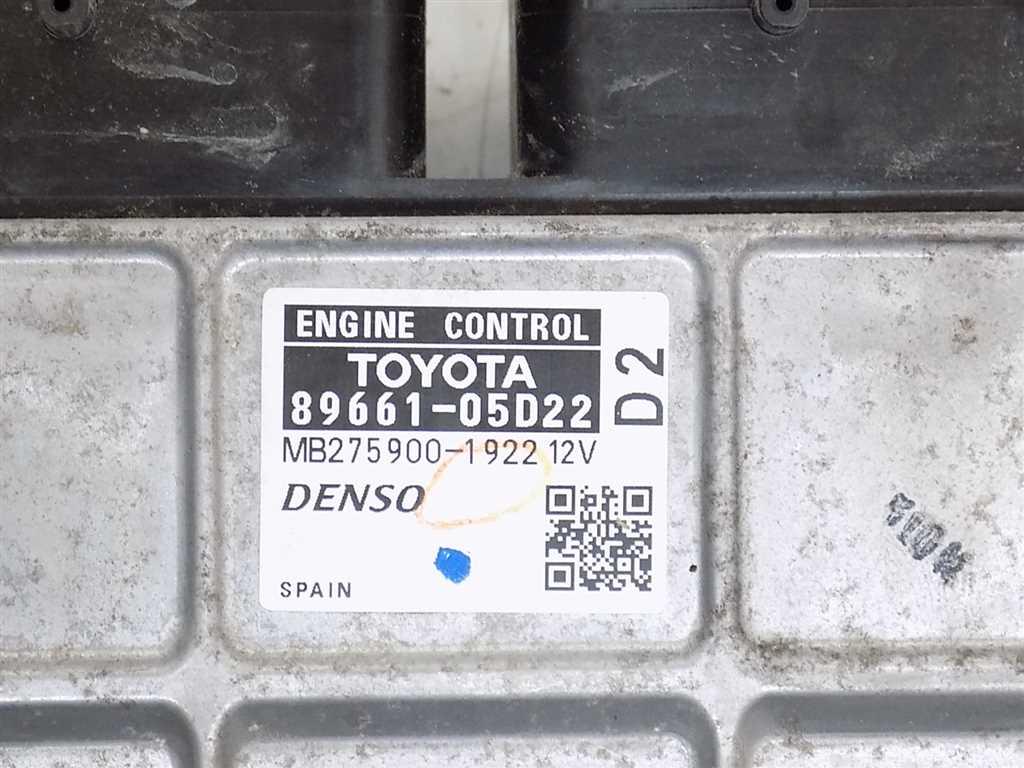 ENGINE CONTROL
TOYOTA
89661-05D22
D2
MB275900-1922 12V
DENSO
SPAIN